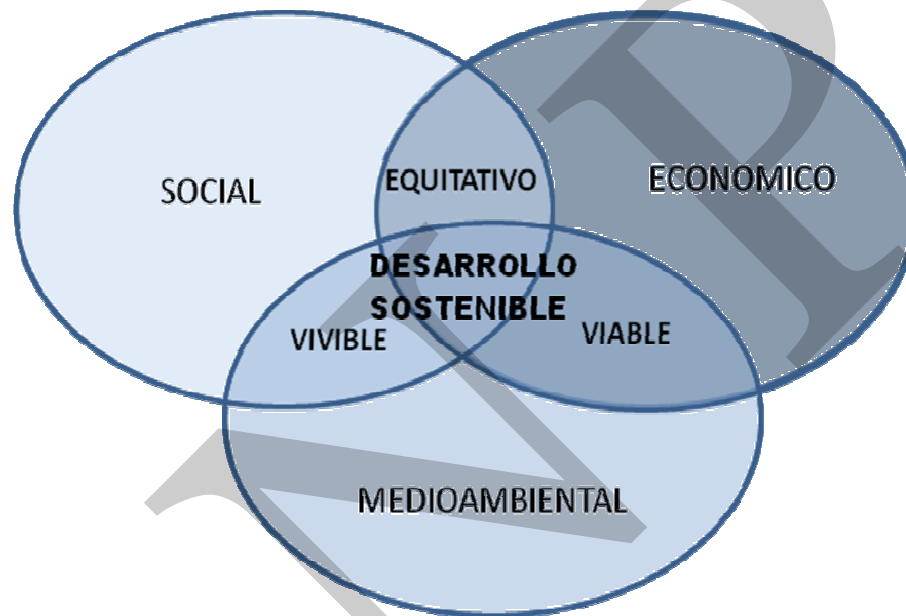 SOCIAL
EQUITATIVO
ECONOMICO
DESARROLLO
SOSTENIBLE
VIVIBLE
VIABLE
MEDIOAMBIENTAL